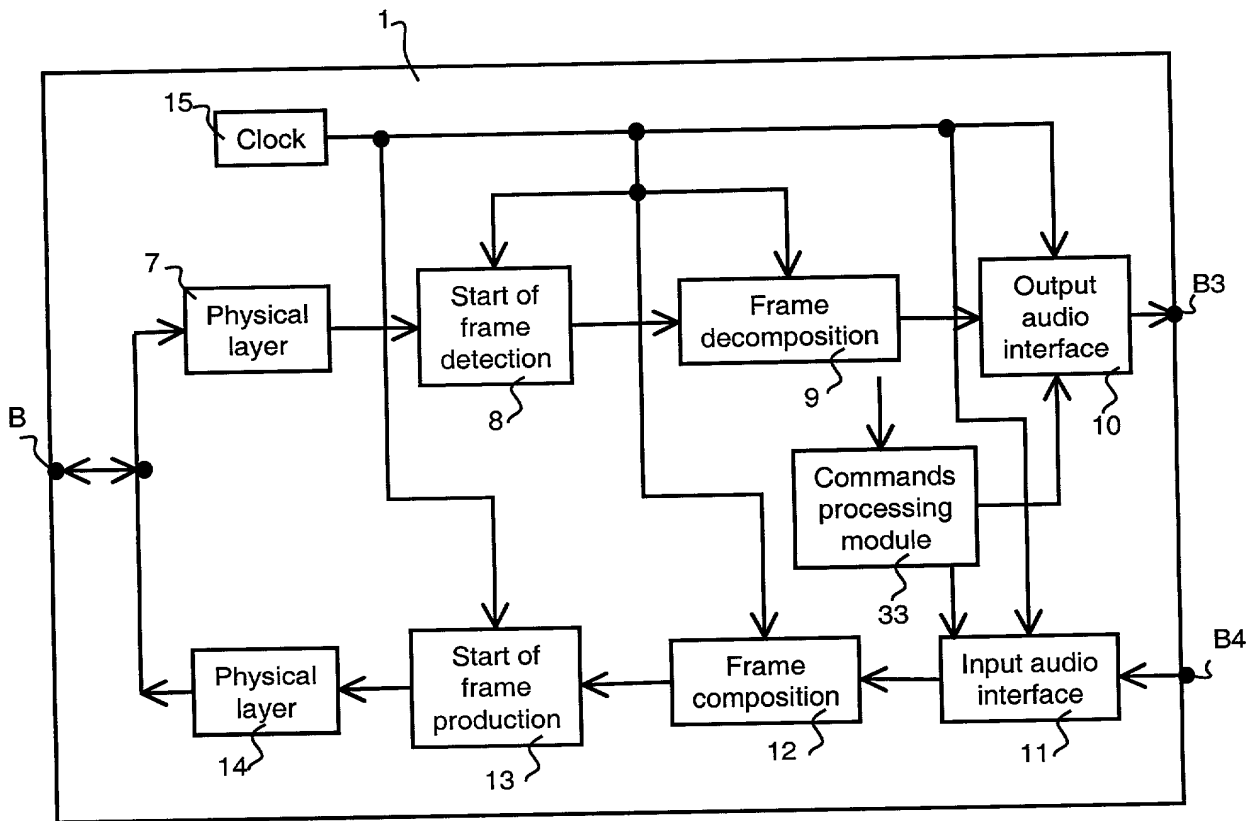 1
15
Clock
7
Physical
layer
Start of
frame
detection
8
Frame
decomposition
9
Output
audio
interface
10
B3
B
Commands
processing
module
33
Physical
layer
14
Start of
frame
production
13
Frame
composition
12
Input audio
interface
11
B4